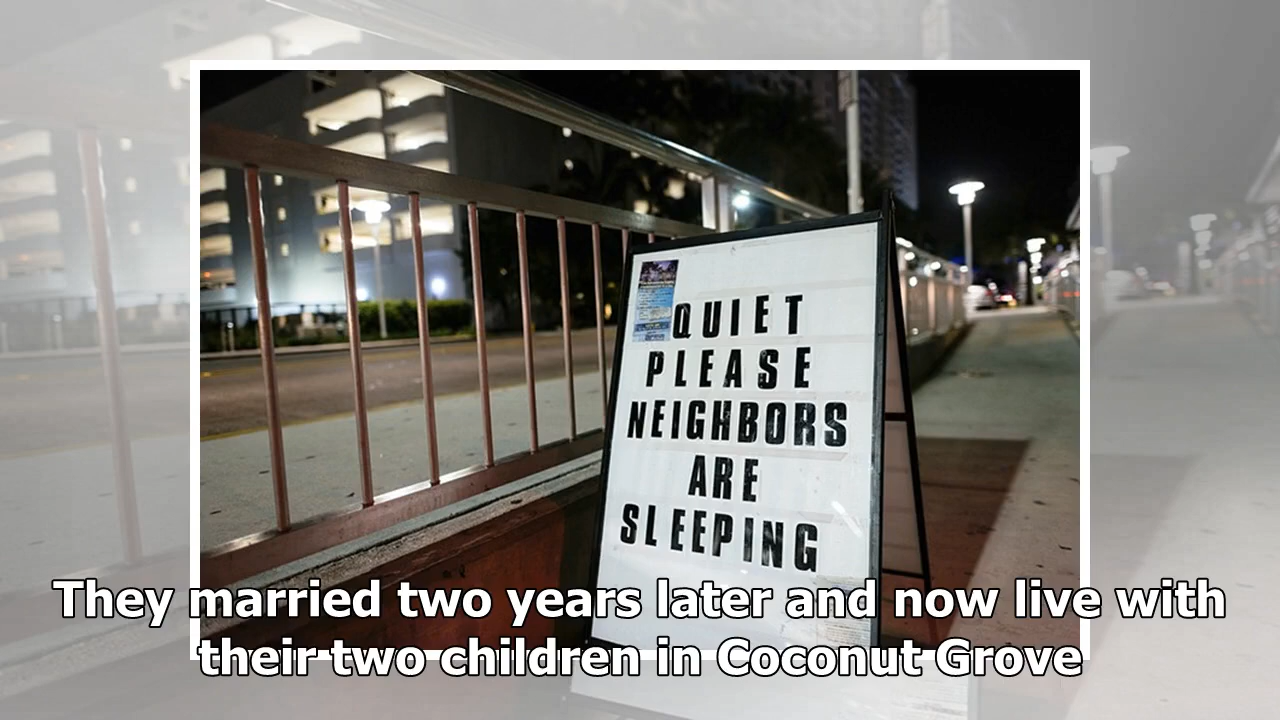 QUIET
PLEASE
NEIGHBORS
ARE
SLEEPING
They married two years later and now live with
their two children in Coconut Grove